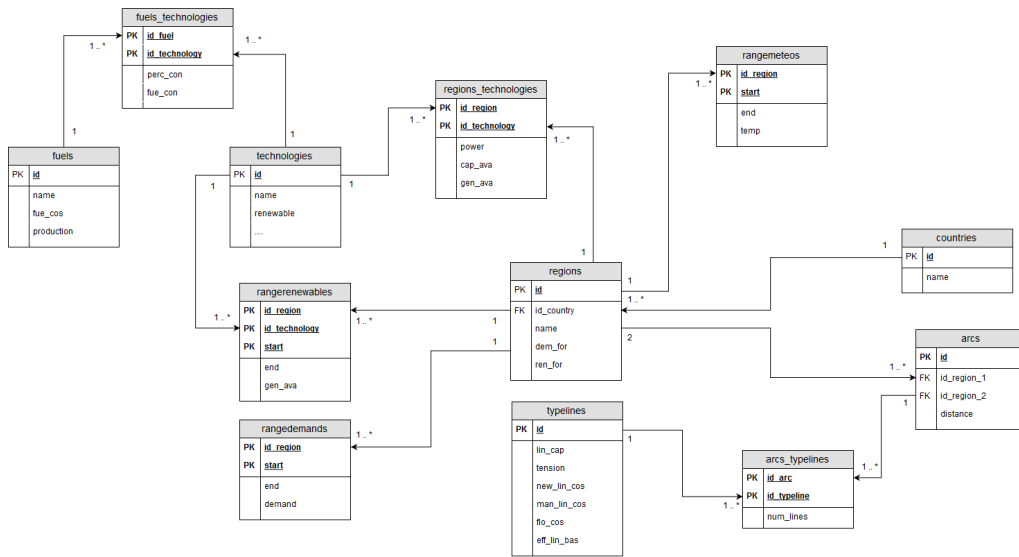 fuels_technologies
PK id_fuel
PK id_technology
perc_con
fue_con
1 .. *
1 .. *
1
1
fuels
PK id
name
fue_cos
production
technologies
PK id
name
renewable
....
1
1
regions_technologies
PK id_region
PK id_technology
power
cap_ava
gen_ava
1 .. *
1 .. *
1
rangemeteos
PK id_region
PK start
end
temp
1 .. *
countries
PK id
name
1
regions
PK id
FK id_country
name
dem_for
ren_for
1
1 .. *
2
1
1
rangerenewables
PK id_region
PK id_technology
PK start
end
gen_ava
1 .. *
1 .. *
rangedemands
PK id_region
PK start
end
demand
1 .. *
arcs
PK id
FK id_region_1
FK id_region_2
distance
1 .. *
1
typelines
PK id
lin_cap
tension
new_lin_cos
man_lin_cos
flo_cos
eff_lin_bas
1
arcs_typelines
PK id_arc
PK id_typeline
num_lines
1 .. *
1 .. *